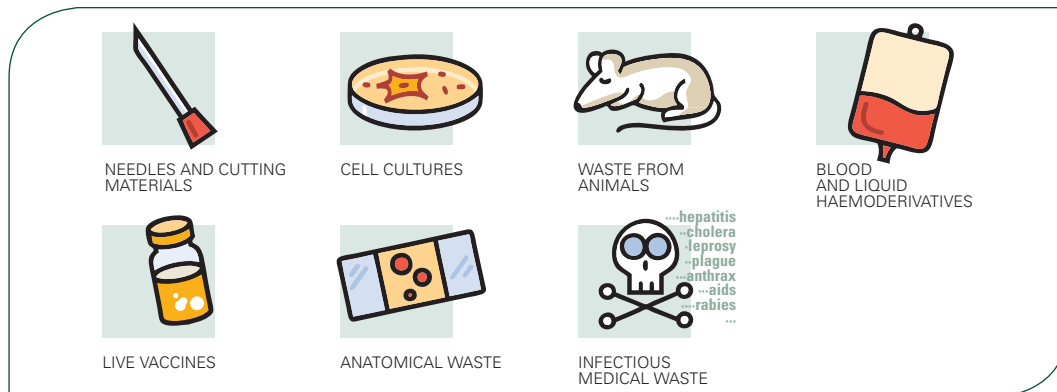 NEEDLES AND CUTTING
MATERIALS
CELL CULTURES
WASTE FROM
ANIMALS
BLOOD
AND LIQUID
HAEMODERIVATIVES
····hepatitis
··cholera
·leprosy
··plague
···anthrax
···aids
····rabies
...
LIVE VACCINES
ANATOMICAL WASTE
INFECTIOUS
MEDICAL WASTE